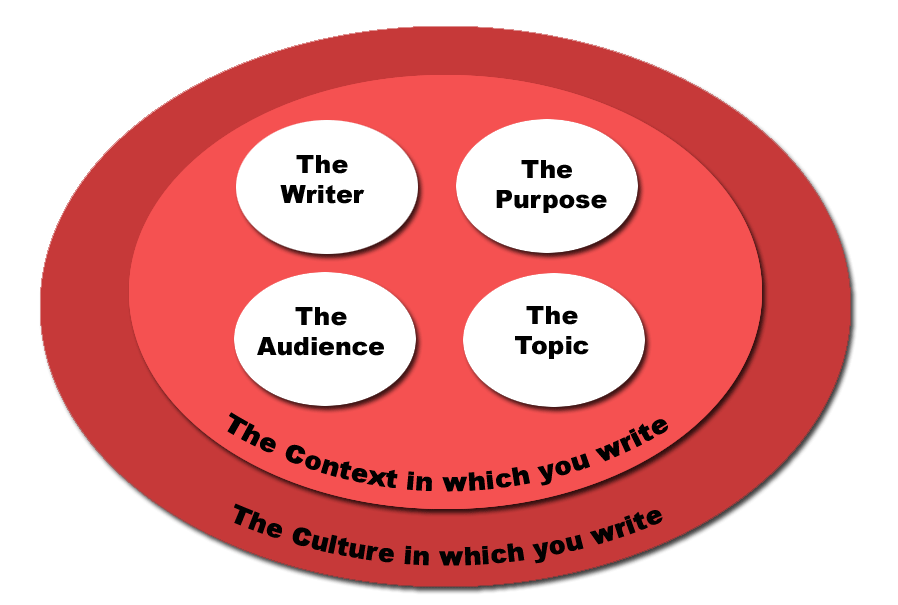 The
Writer
The
Purpose
The
Audience
The
Topic
The Context in which you write
The Culture in which you write